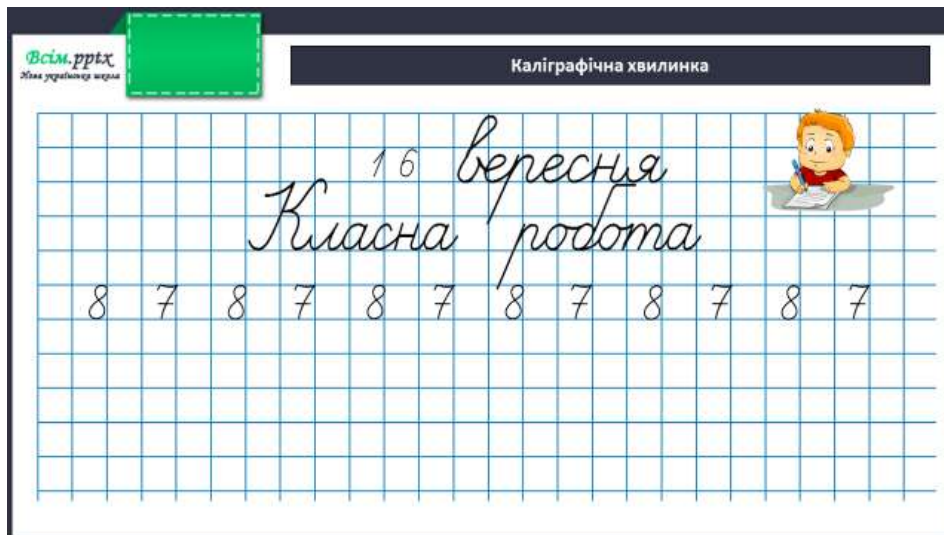 Всім.pptx
Нова українська школа
Каліграфічна хвилинка
16 вересня
Класна робота
8 7 8 7 8 7 8 7 8 7 8 7